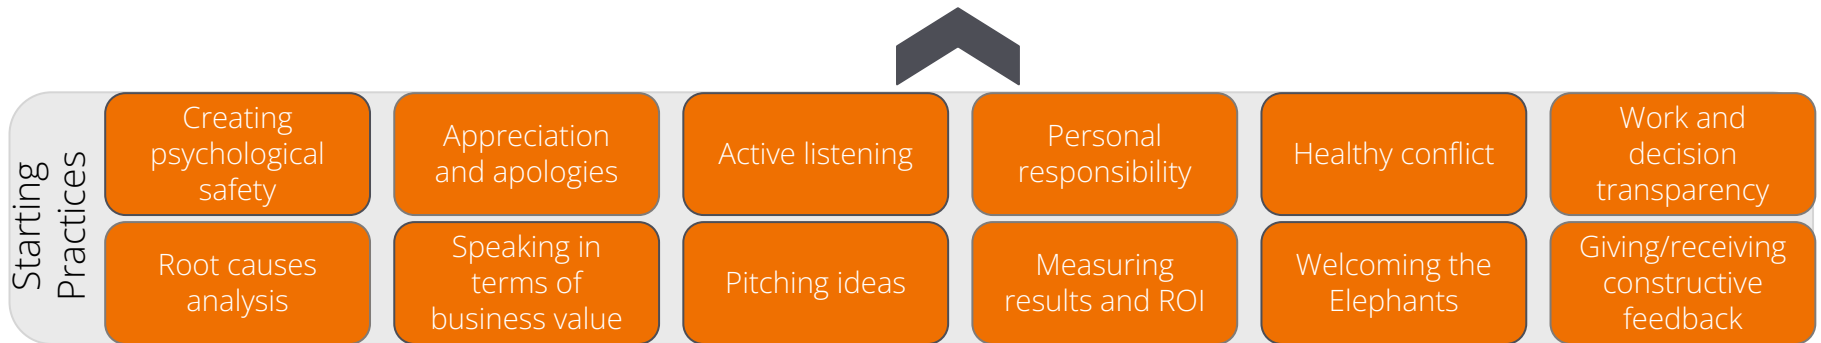 Starting
Practices
Creating
psychological
safety
Appreciation
and apologies
Active listening
Personal
responsibility
Healthy conflict
Work and
decision
transparency
Root causes
analysis
Speaking in
terms of
business value
Pitching ideas
Measuring
results and ROI
Welcoming the
Elephants
Giving/receiving
constructive
feedback